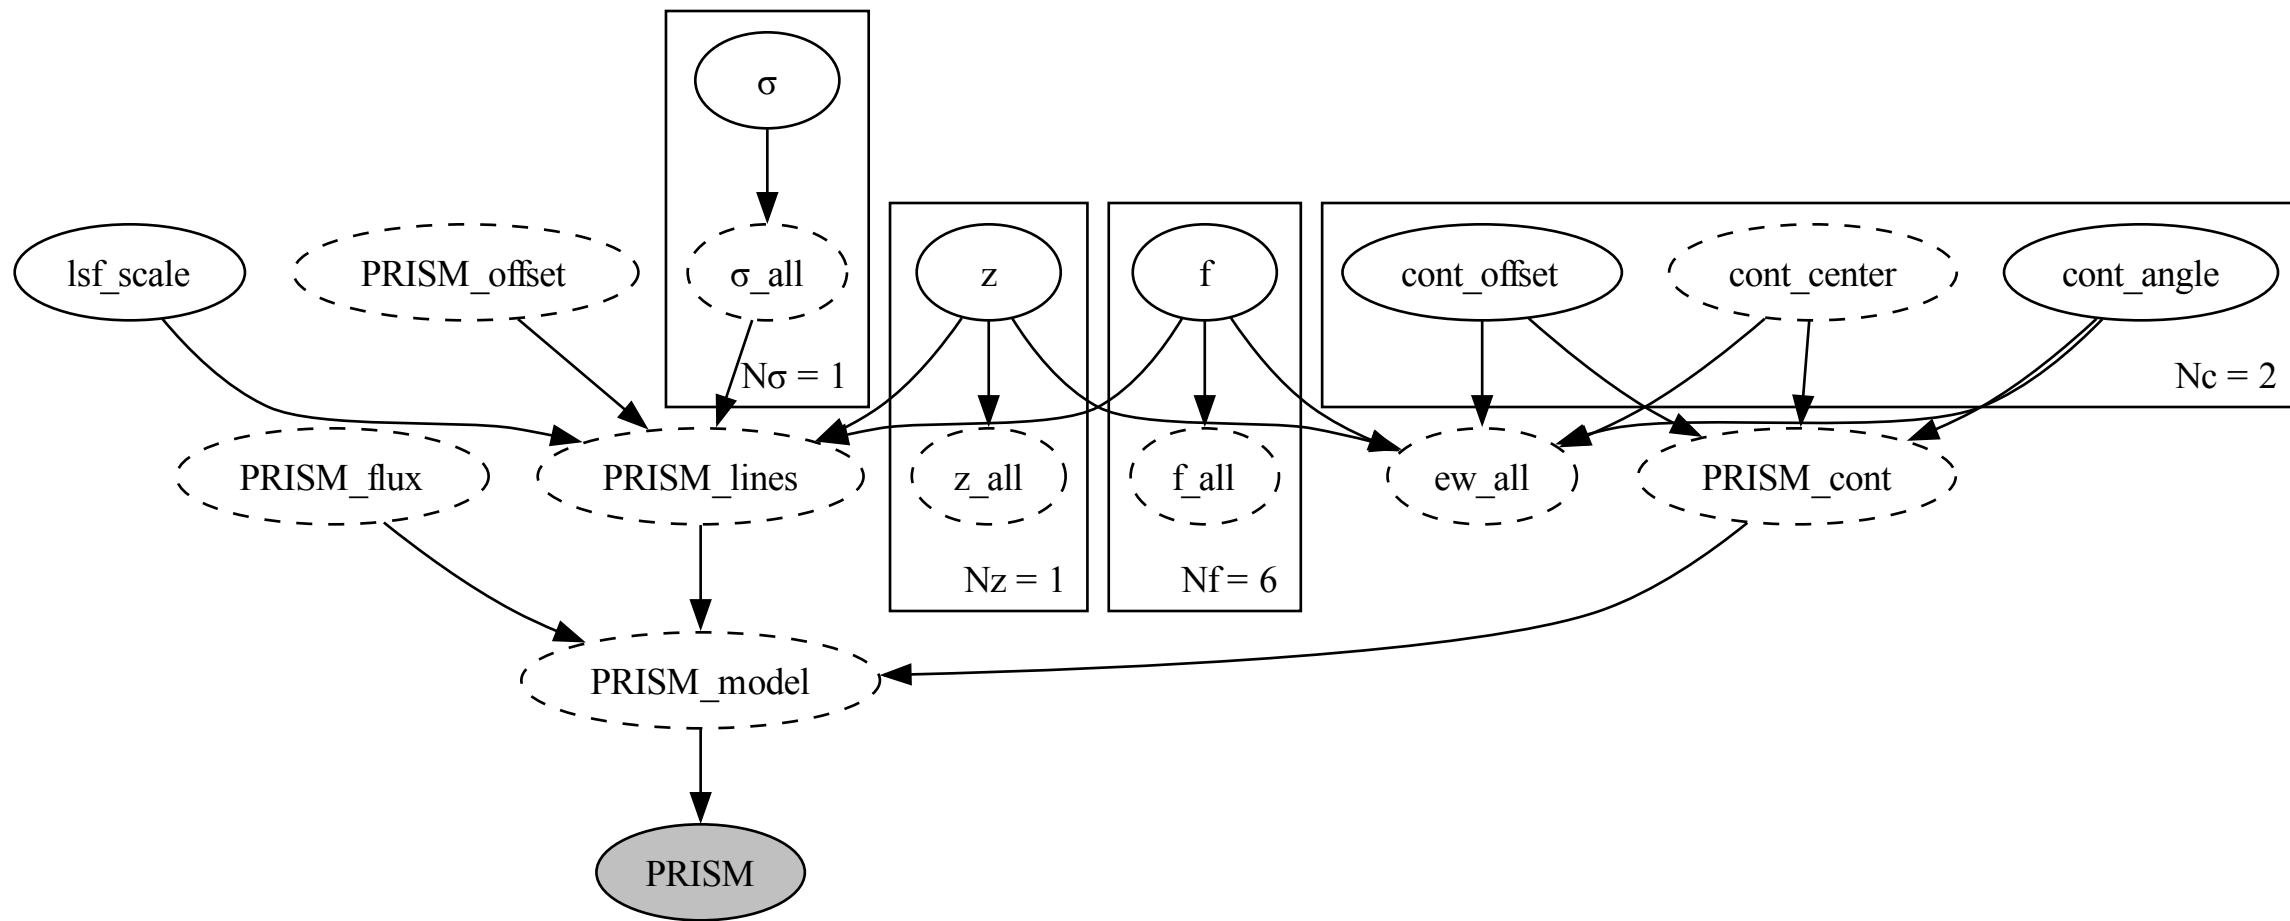 σ
lsf_scale
PRISM_offset
σ_all
z
f
cont_offset
cont_center
cont_angle
Nσ = 1
Nc = 2
PRISM_flux
PRISM_lines
z_all
f_all
ew_all
PRISM_cont
Nz = 1
Nf = 6
PRISM_model
PRISM